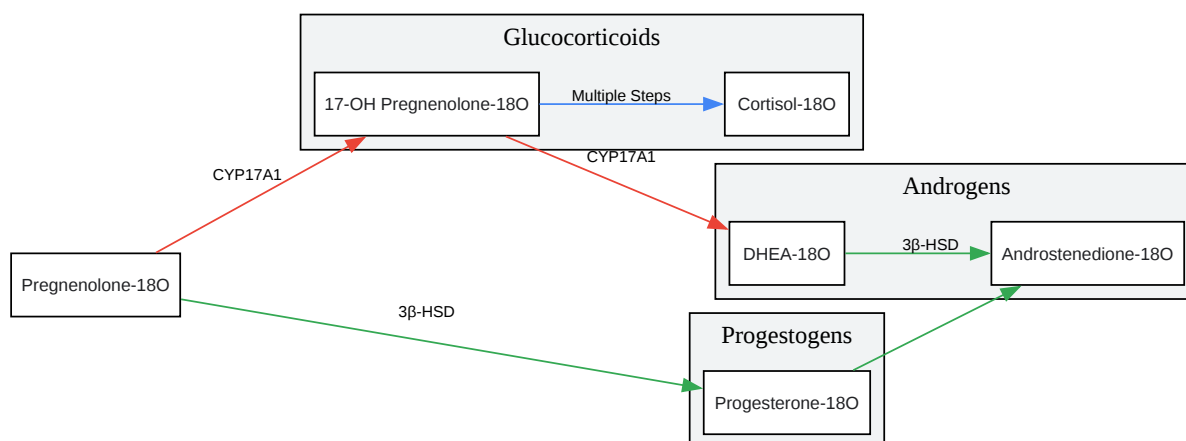 Glucocorticoids
17-OH Pregnenolone-18O
Multiple Steps
Cortisol-18O
CYP17A1
CYP17A1
Androgens
DHEA-18O
3β-HSD
Androstenedione-18O
Pregnenolone-18O
3β-HSD
Progestogens
Progesterone-18O